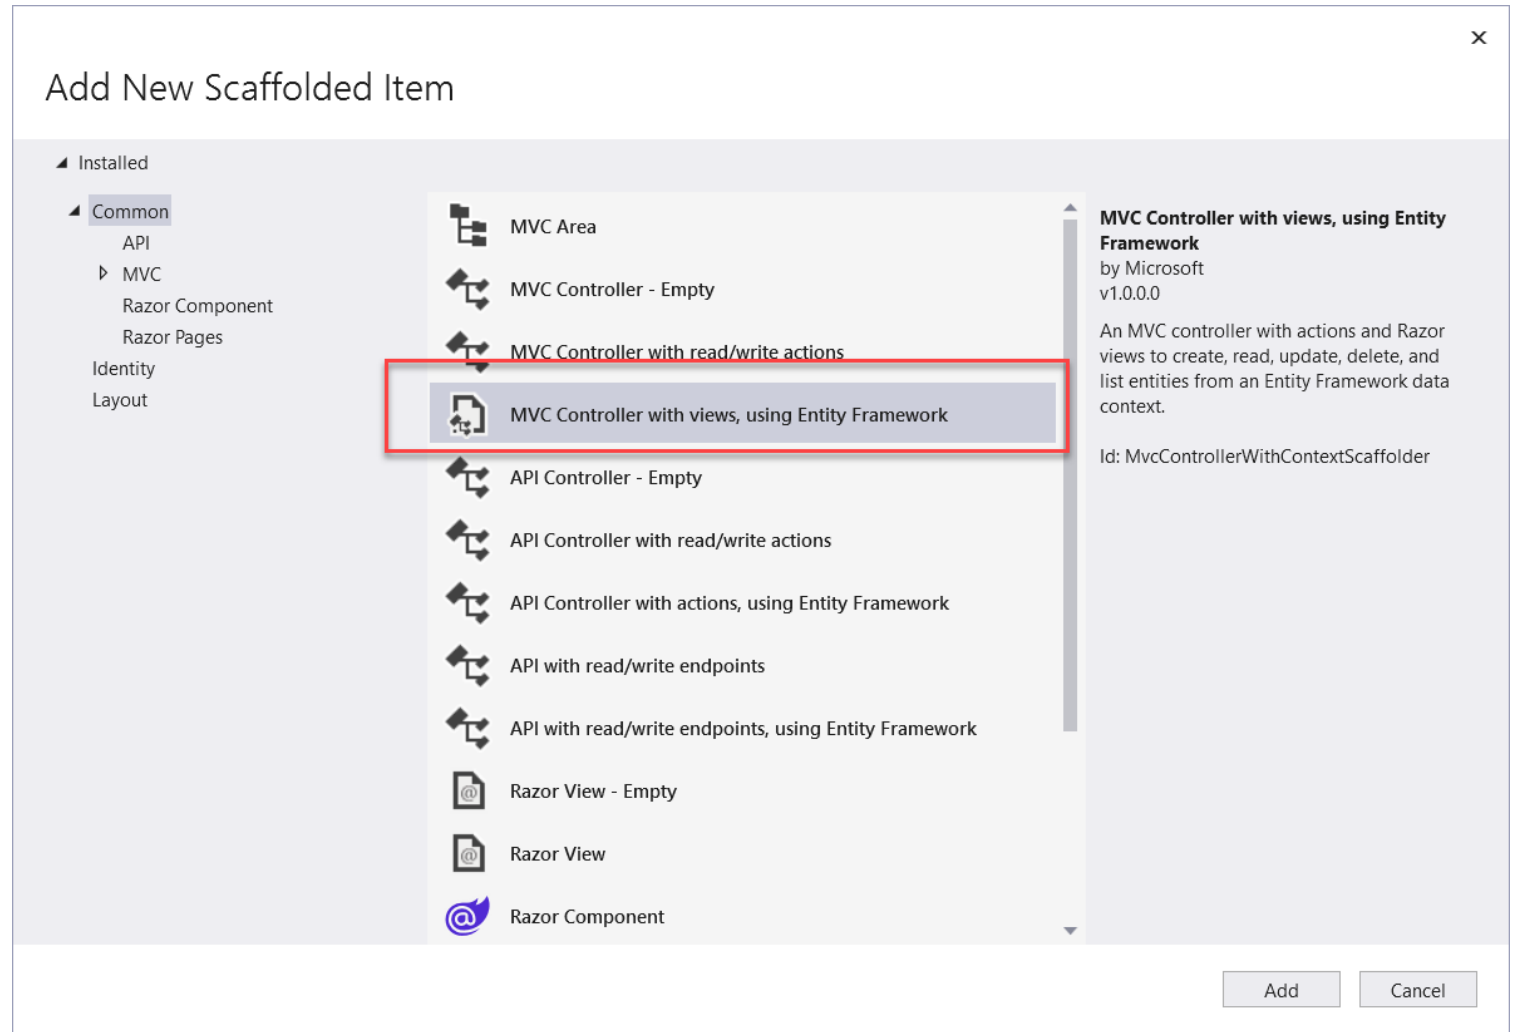 Add New Scaffolded Item
Installed
Common
API
MVC
Razor Component
Razor Pages
Identity
Layout
MVC Area
MVC Controller - Empty
MVC Controller with read/write actions
MVC Controller with views, using Entity Framework
API Controller - Empty
API Controller with read/write actions
API Controller with actions, using Entity Framework
API with read/write endpoints
API with read/write endpoints, using Entity Framework
Razor View - Empty
Razor View
Razor Component
MVC Controller with views, using Entity
Framework
by Microsoft
v1.0.0.0
An MVC controller with actions and Razor
views to create, read, update, delete, and
list entities from an Entity Framework data
context.
Id: MvcControllerWithContextScaffolder
Add
Cancel